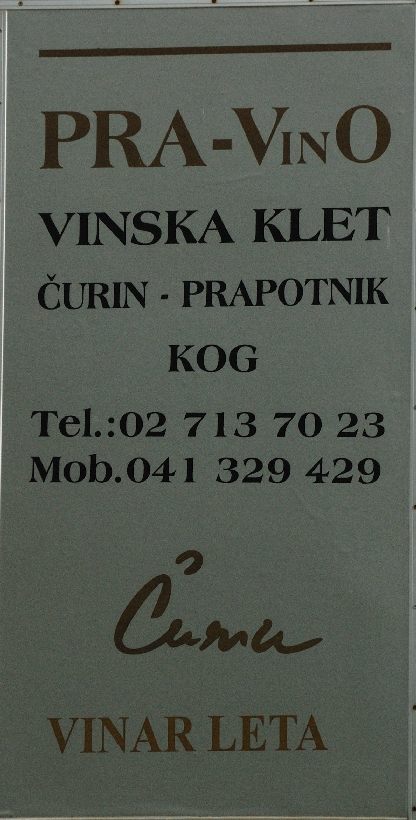 PRA-VINO
VINSKA KLET
ČURIN - PRAPOTNIK
KOG
Tel.:02 713 70 23
Mob.041 329 429
Čurin
VINAR LETA